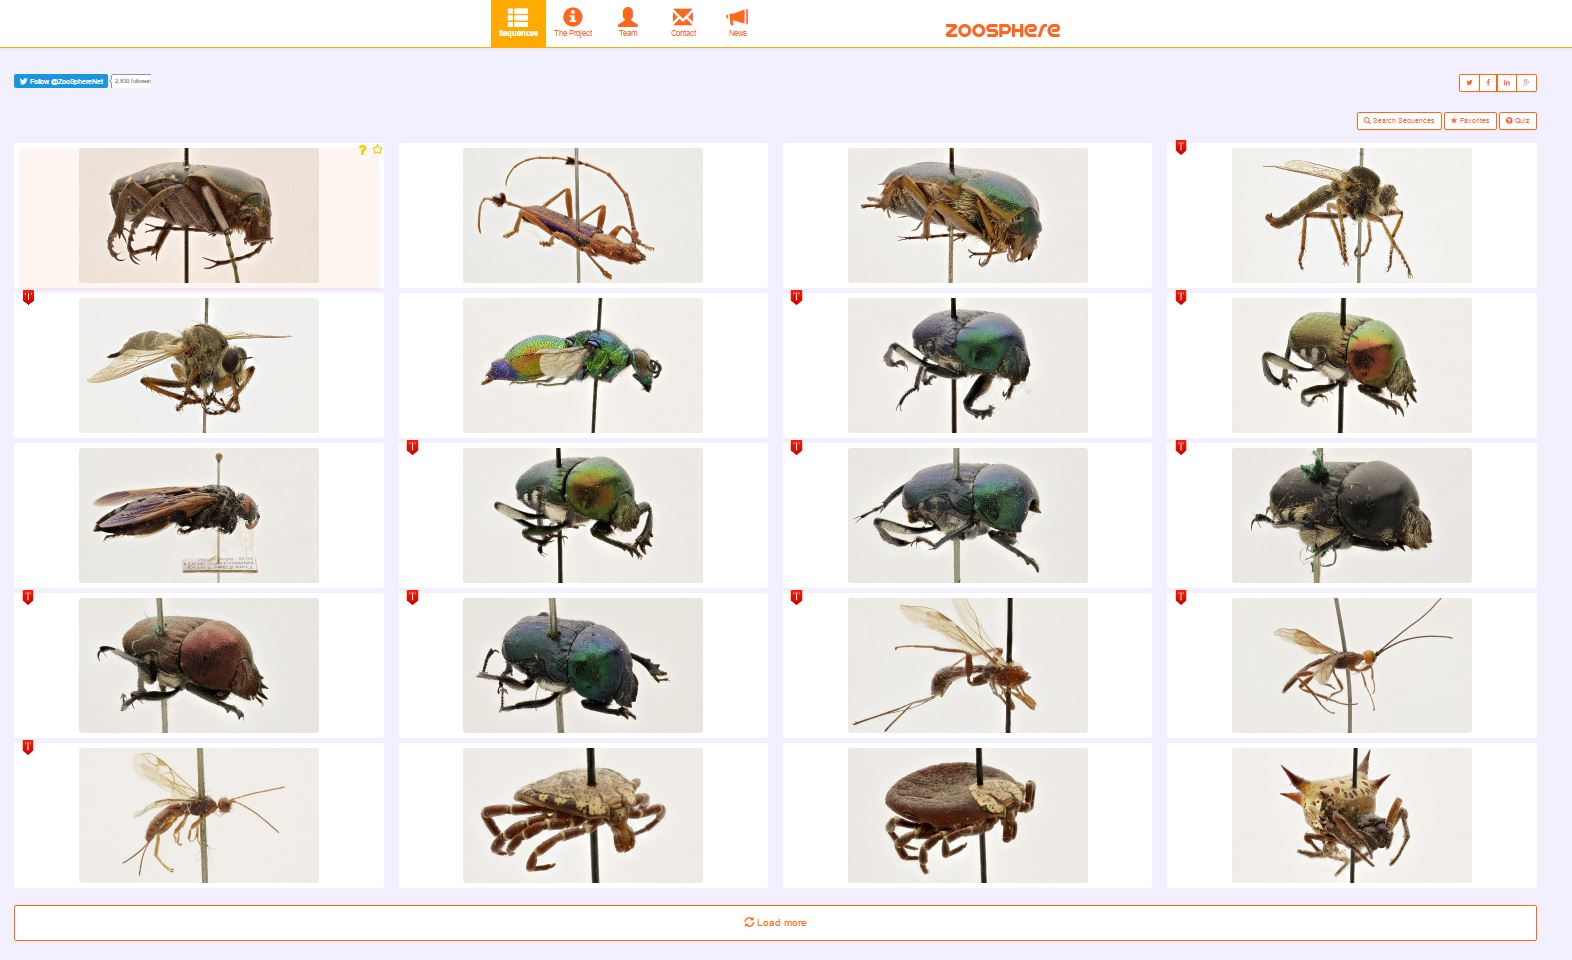 Sequences
The Project
Team
Contact
News
ZOOSPHERE
Follow @ZooSphereNet
Search Sequences
Favorites
Quiz
?
T
T
T
T
T
T
T
T
T
T
T
T
Load more